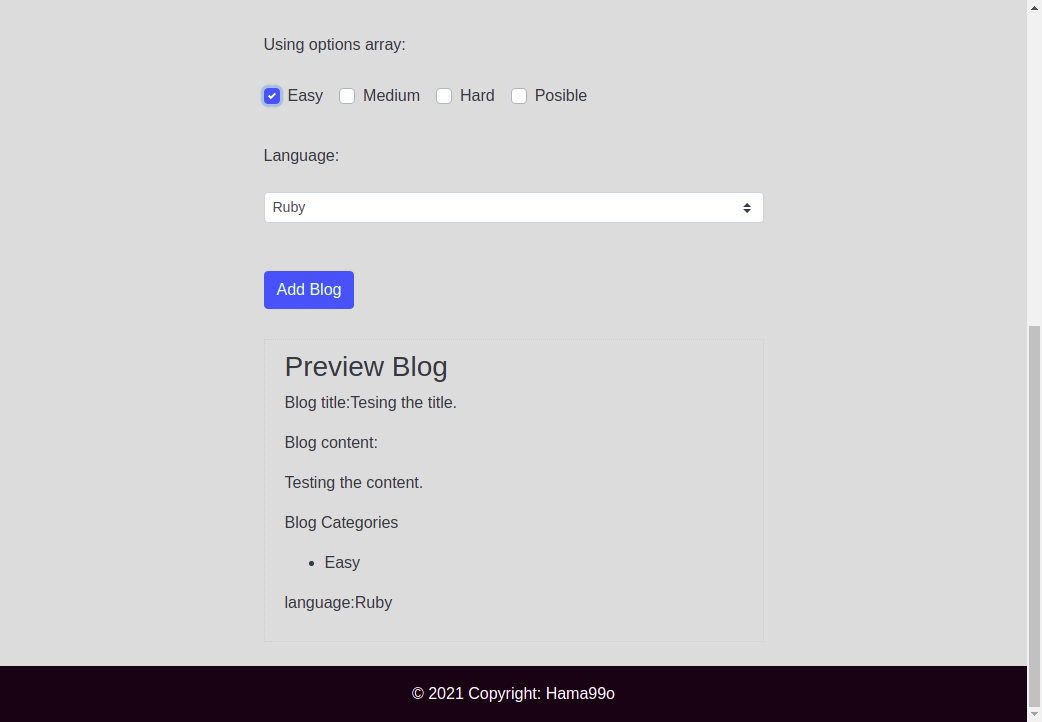 Using options array:
Easy Medium Hard Posible
Language:
Ruby
Add Blog
Preview Blog
Blog title:Tesing the title.
Blog content:
Testing the content.
Blog Categories
• Easy
language:Ruby
© 2021 Copyright: Hama99o